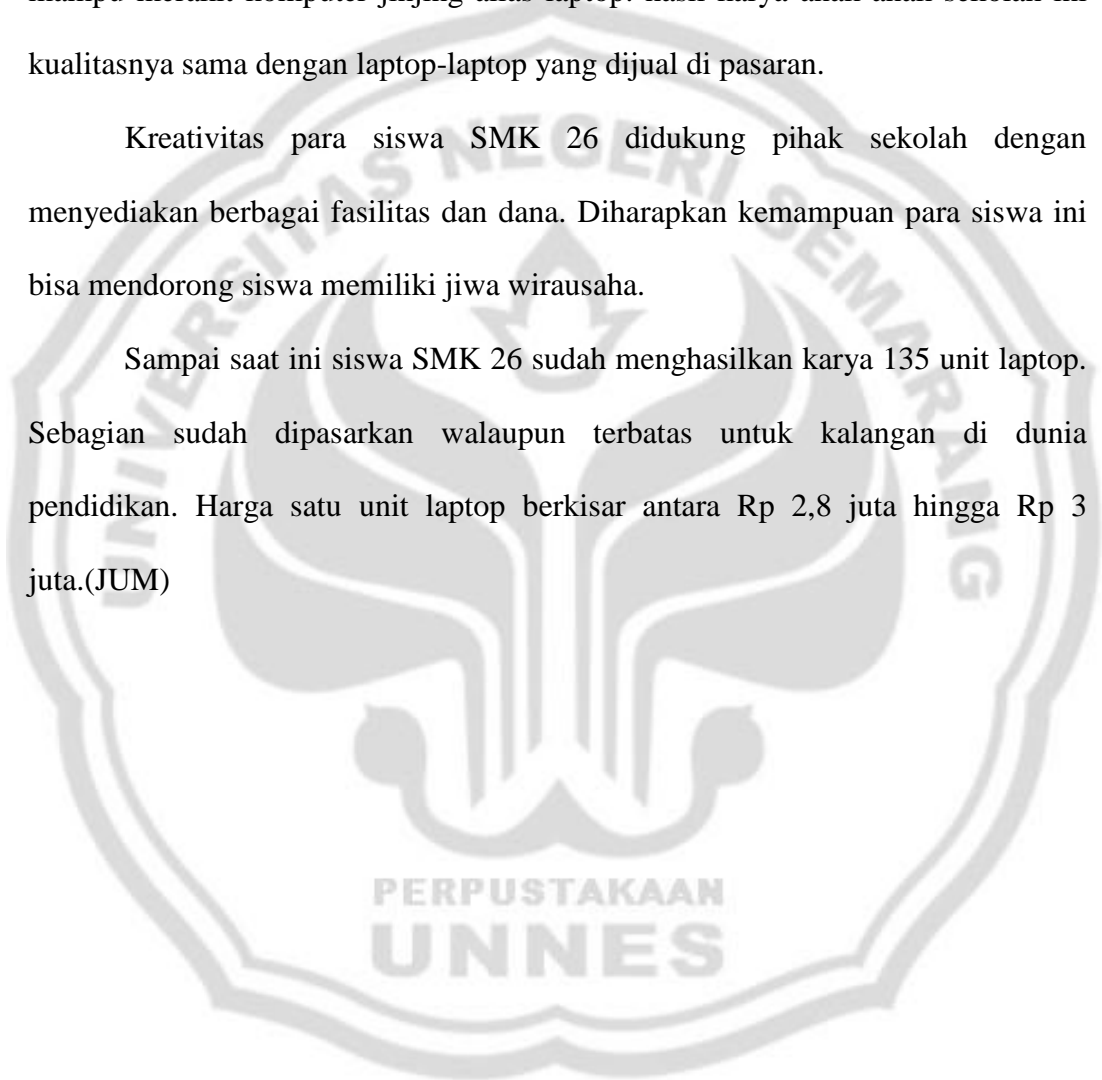 kualitasnya sama dengan laptop-laptop yang dijual di pasaran.
Kreativitas para siswa SMK 26 didukung pihak sekolah dengan
menyediakan berbagai fasilitas dan dana. Diharapkan kemampuan para siswa ini
bisa mendorong siswa memiliki jiwa wirausaha.
Sampai saat ini siswa SMK 26 sudah menghasilkan karya 135 unit laptop.
Sebagian sudah dipasarkan walaupun terbatas untuk kalangan di dunia
pendidikan. Harga satu unit laptop berkisar antara Rp 2,8 juta hingga Rp 3
juta.(JUM)
UNIVERSITAS NEGERI SEMARANG
PERPUSTAKAAN
UNNES